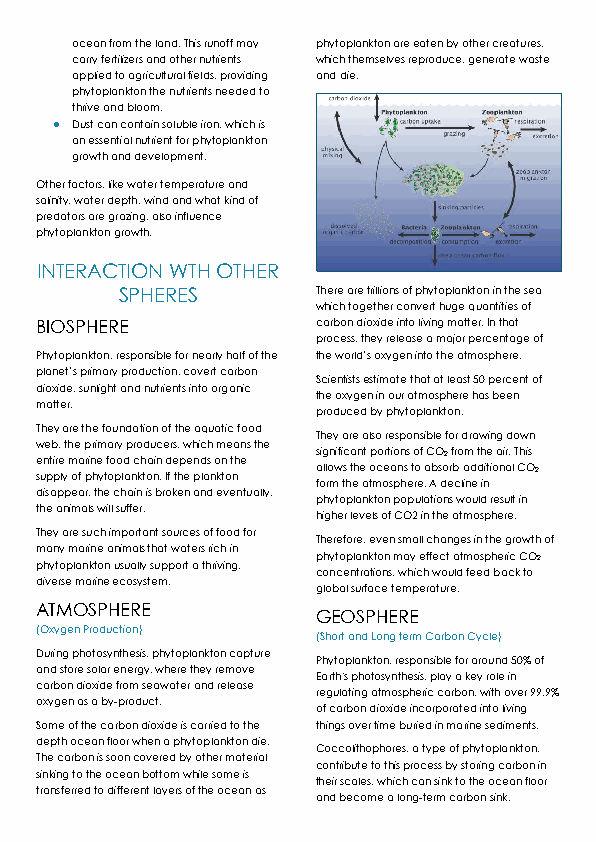 ocean from the land. This runoff may
carry fertilizers and other nutrients
applied to agricultural fields, providing
phytoplankton the nutrients needed to
thrive and bloom.
• Dust can contain soluble iron, which is
an essential nutrient for phytoplankton
growth and development.
Other factors, like water temperature and
salinity, water depth, wind and what kind of
predators are grazing, also influence
phytoplankton growth.
INTERACTION WTH OTHER
SPHERES
BIOSPHERE
Phytoplankton, responsible for nearly half of the
planet's primary production, covert carbon
dioxide, sunlight and nutrients into organic
matter.
They are the foundation of the aquatic food
web, the primary producers, which means the
entire marine food chain depends on the
supply of phytoplankton. If the plankton
disappear, the chain is broken and eventually,
the animals will suffer.
They are such important sources of food for
many marine animals that waters rich in
phytoplankton usually support a thriving,
diverse marine ecosystem.
ATMOSPHERE
(Oxygen Production)
During photosynthesis, phytoplankton capture
and store solar energy, where they remove
carbon dioxide from seawater and release
oxygen as a by-product.
Some of the carbon dioxide is carried to the
depth ocean floor when a phytoplankton die.
The carbon is soon covered by other material
sinking to the ocean bottom while some is
transferred to different layers of the ocean as
phytoplankton are eaten by other creatures,
which themselves reproduce, generate waste
and die.
carbon dioxide
Phytoplankton
Zooplankton
carbon uptake
respiration
grazing
excretion
physical
mixing
zooplankton
migration
sinking particles
dissolved
organic carbon
Bacteria
Zooplankton
respiration
decomposition
consumption
excretion
There are trillions of phytoplankton in the sea
which together convert huge quantities of
carbon dioxide into living matter. In that
process, they release a major percentage of
the world's oxygen into the atmosphere.
Scientists estimate that at least 50 percent of
the oxygen in our atmosphere has been
produced by phytoplankton.
They are also responsible for drawing down
significant portions of CO₂ from the air. This
allows the oceans to absorb additional CO₂
form the atmosphere. A decline in
phytoplankton populations would result in
higher levels of CO2 in the atmosphere.
Therefore, even small changes in the growth of
phytoplankton may effect atmospheric CO₂
concentrations, which would feed back to
global surface temperature.
GEOSPHERE
(Short and Long term Carbon Cycle)
Phytoplankton, responsible for around 50% of
Earth's photosynthesis, play a key role in
regulating atmospheric carbon, with over 99.9%
of carbon dioxide incorporated into living
things over time buried in marine sediments.
Coccolithophores, a type of phytoplankton,
contribute to this process by storing carbon in
their scales, which can sink to the ocean floor
and become a long-term carbon sink.